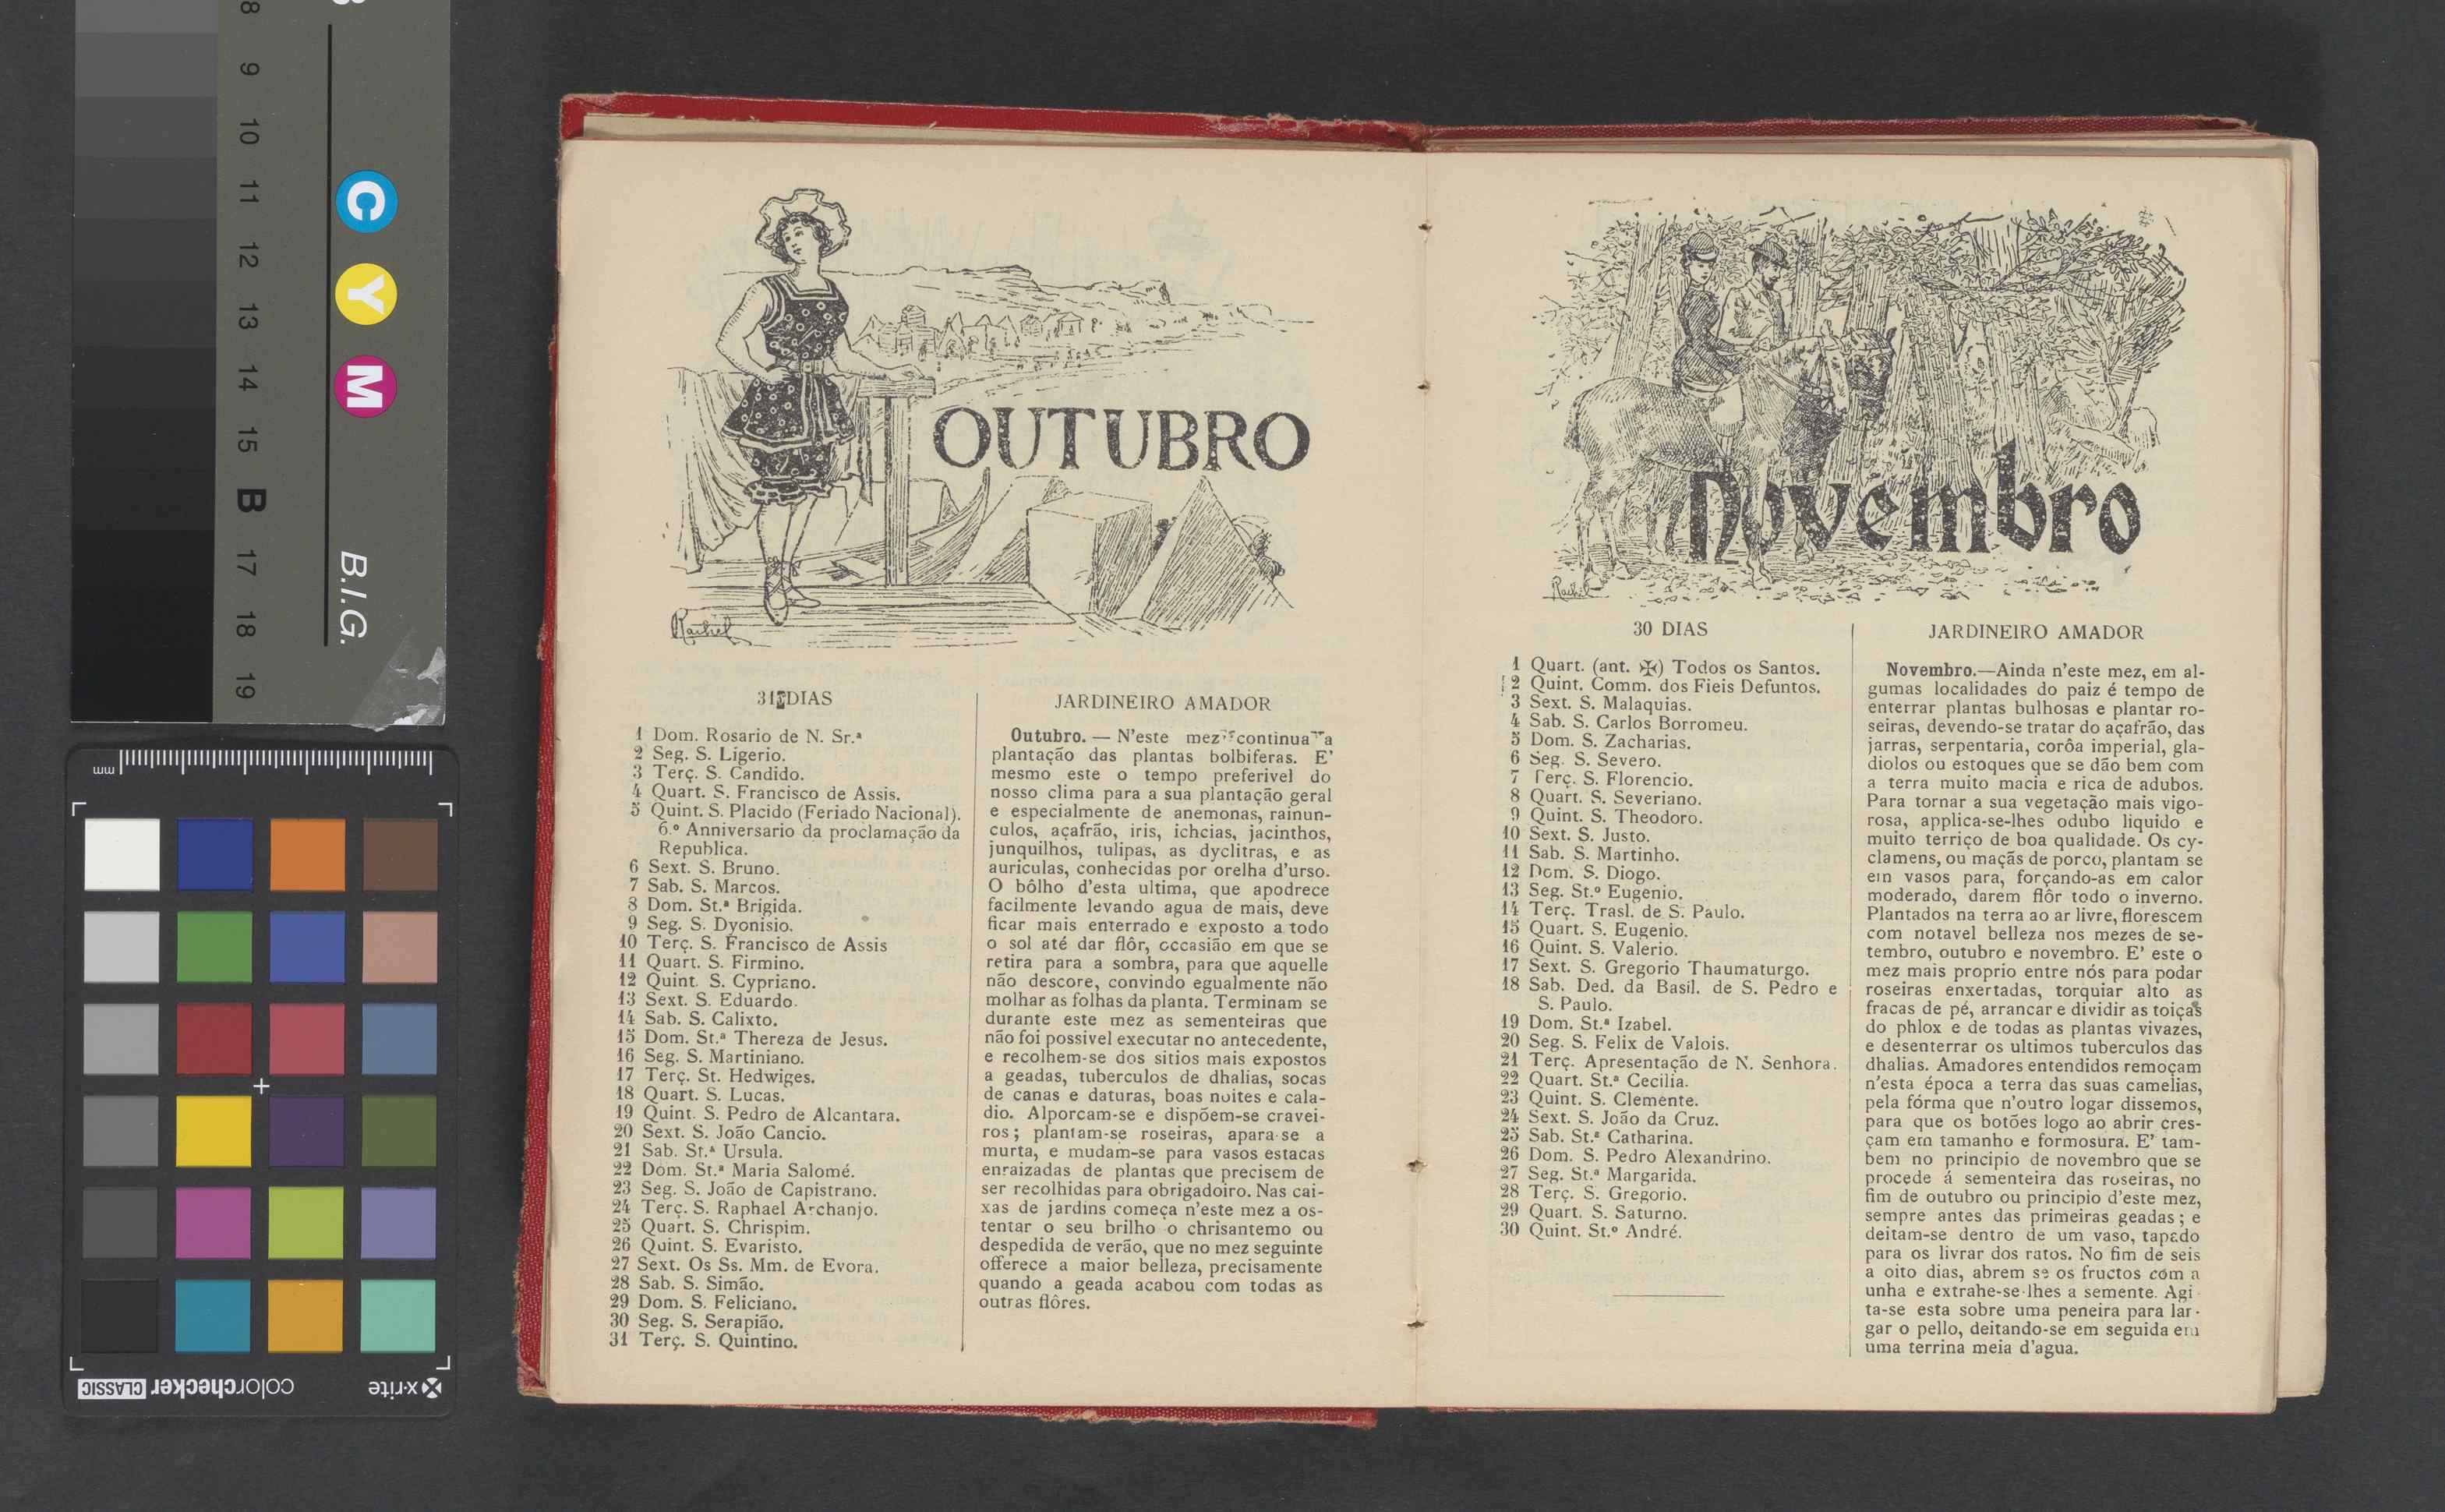 8
9
10
11
12
13
14
15
B
17
18
19
C
Y
M
B.I.G.
mm
colorchecker CLASSIC
x-rite
OUTUBRO
Rachel
31 DIAS
1 Dom. Rosario de N. Sr.ª
2 Seg. S. Ligerio.
3 Terç. S. Candido.
4 Quart. S. Francisco de Assis.
5 Quint. S. Placido (Feriado Nacional).
6.º Anniversario da proclamação da
Republica.
6 Sext. S. Bruno.
7 Sab. S. Marcos.
8 Dom. St.ª Brigida.
9 Seg. S. Dyonisio.
10 Terç. S. Francisco de Assis
11 Quart. S. Firmino.
12 Quint. S. Cypriano.
13 Sext. S. Eduardo.
14 Sab. S. Calixto.
15 Dom. St.ª Thereza de Jesus.
16 Seg. S. Martiniano.
17 Terç. St. Hedwiges.
18 Quart. S. Lucas.
19 Quint. S. Pedro de Alcantara.
20 Sext. S. João Cancio.
21 Sab. St.ª Ursula.
22 Dom. St.ª Maria Salomé.
23 Seg. S. João de Capistrano.
24 Terç. S. Raphael Archanjo.
25 Quart. S. Chrispim.
26 Quint. S. Evaristo.
27 Sext. Os Ss. Mm. de Evora.
28 Sab. S. Simão.
29 Dom. S. Feliciano.
30 Seg. S. Serapião.
31 Terç. S. Quintino.
JARDINEIRO AMADOR
Outubro. — N'este mez continua a
plantação das plantas bolbiferas. E'
mesmo este o tempo preferivel do
nosso clima para a sua plantação geral
e especialmente de anemonas, rainun-
culos, açafrão, iris, ichcias, jacinthos,
junquilhos, tulipas, as dyclitras, e as
auriculas, conhecidas por orelha d'urso.
O bôlho d'esta ultima, que apodrece
facilmente levando agua de mais, deve
ficar mais enterrado e exposto a todo
o sol até dar flôr, occasião em que se
retira para a sombra, para que aquelle
não descore, convindo egualmente não
molhar as folhas da planta. Terminam se
durante este mez as sementeiras que
não foi possivel executar no antecedente,
e recolhem-se dos sitios mais expostos
a geadas, tuberculos de dhalias, socas
de canas e daturas, boas noites e cala-
dio. Alporcam-se e dispõem-se cravei-
ros; plantam-se roseiras, apara-se a
murta, e mudam-se para vasos estacas
enraizadas de plantas que precisem de
ser recolhidas para obrigadoiro. Nas cai-
xas de jardins começa n'este mez a os-
tentar o seu brilho o chrisantemo ou
despedida de verão, que no mez seguinte
offerece a maior belleza, precisamente
quando a geada acabou com todas as
outras flôres.
Novembro
Rachel
30 DIAS
1 Quart. (ant. ✠) Todos os Santos.
2 Quint. Comm. dos Fieis Defuntos.
3 Sext. S. Malaquias.
4 Sab. S. Carlos Borromeu.
5 Dom. S. Zacharias.
6 Seg. S. Severo.
7 Terç. S. Florencio.
8 Quart. S. Severiano.
9 Quint. S. Theodoro.
10 Sext. S. Justo.
11 Sab. S. Martinho.
12 Dom. S. Diogo.
13 Seg. St.º Eugenio.
14 Terç. Trasl. de S. Paulo.
15 Quart. S. Eugenio.
16 Quint. S. Valerio.
17 Sext. S. Gregorio Thaumaturgo.
18 Sab. Ded. da Basil. de S. Pedro e
S. Paulo.
19 Dom. St.ª Izabel.
20 Seg. S. Felix de Valois.
21 Terç. Apresentação de N. Senhora.
22 Quart. St.ª Cecilia.
23 Quint. S. Clemente.
24 Sext. S. João da Cruz.
25 Sab. St.ª Catharina.
26 Dom. S. Pedro Alexandrino.
27 Seg. St.ª Margarida.
28 Terç. S. Gregorio.
29 Quart. S. Saturno.
30 Quint. St.º André.
JARDINEIRO AMADOR
Novembro.—Ainda n'este mez, em al-
gumas localidades do paiz é tempo de
enterrar plantas bulhosas e plantar ro-
seiras, devendo-se tratar do açafrão, das
jarras, serpentaria, corôa imperial, gla-
diolos ou estoques que se dão bem com
a terra muito macia e rica de adubos.
Para tornar a sua vegetação mais vigo-
rosa, applica-se-lhes odubo liquido e
muito terriço de boa qualidade. Os cy-
clamens, ou maçãs de porco, plantam se
em vasos para, forçando-as em calor
moderado, darem flôr todo o inverno.
Plantados na terra ao ar livre, florescem
com notavel belleza nos mezes de se-
tembro, outubro e novembro. E' este o
mez mais proprio entre nós para podar
roseiras enxertadas, torquiar alto as
fracas de pé, arrancar e dividir as toiças
do phlox e de todas as plantas vivazes,
e desenterrar os ultimos tuberculos das
dhalias. Amadores entendidos remoçam
n'esta época a terra das suas camelias,
pela fórma que n'outro logar dissemos,
para que os botões logo ao abrir cres-
çam em tamanho e formosura. E' tam-
bem no principio de novembro que se
procede á sementeira das roseiras, no
fim de outubro ou principio d'este mez,
sempre antes das primeiras geadas; e
deitam-se dentro de um vaso, tapado
para os livrar dos ratos. No fim de seis
a oito dias, abrem se os fructos com a
unha e extrahe-se-lhes a semente. Agi-
ta-se esta sobre uma peneira para lar-
gar o pello, deitando-se em seguida em
uma terrina meia d'agua.